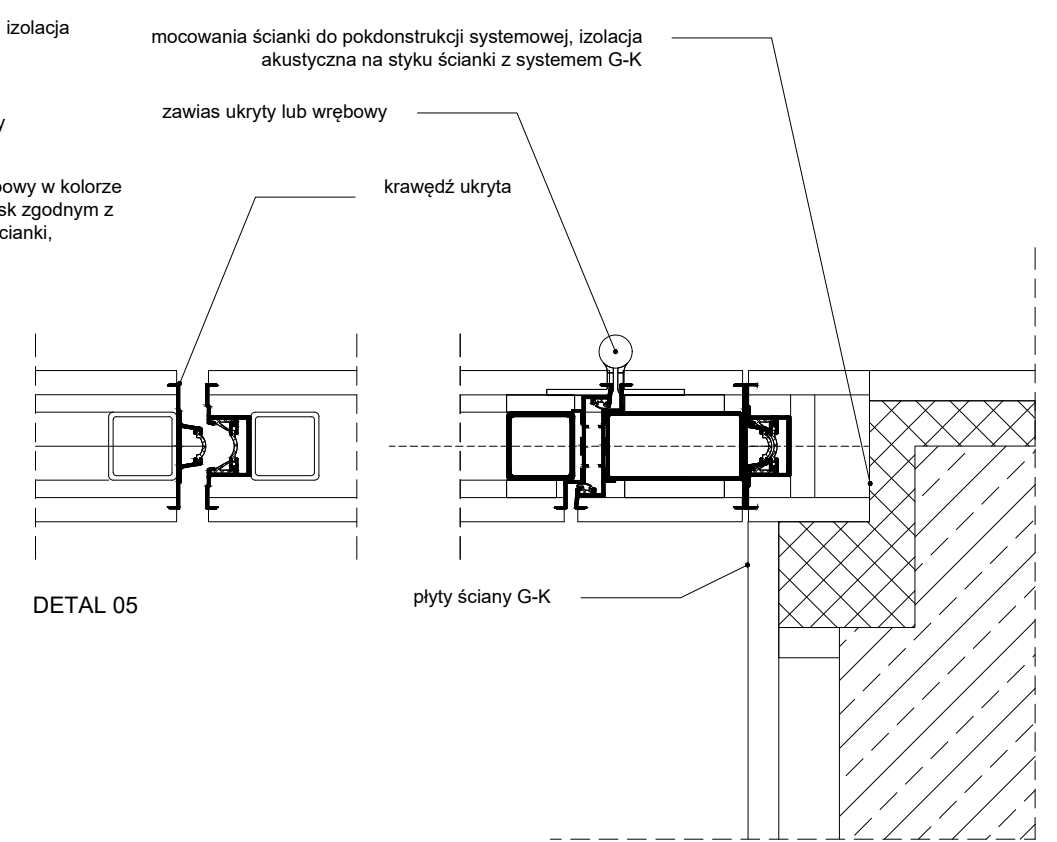 izolacja
mocowania ścianki do pokdonstrukcji systemowej, izolacja
akustyczna na styku ścianki z systemem G-K
zawias ukryty lub wrębowy
y
owy w kolorze
sk zgodnym z
cianki,
krawędź ukryta
płyty ściany G-K
DETAL 05